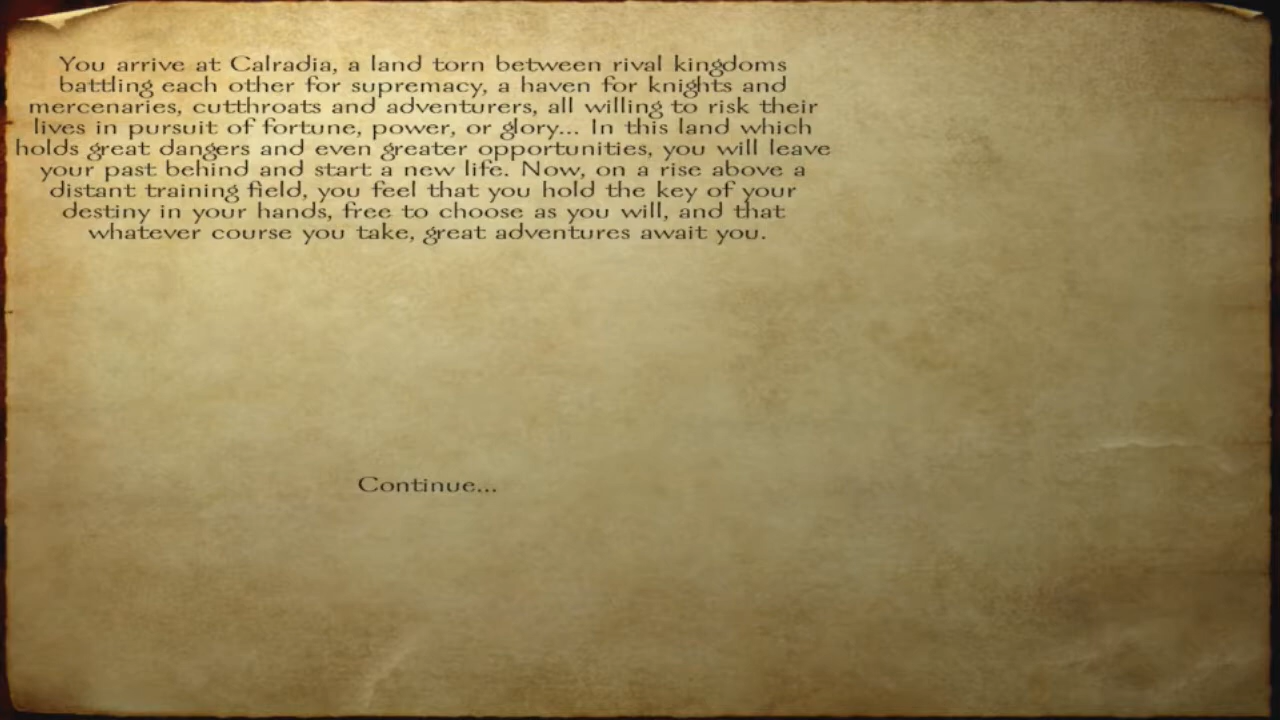 You arrive at Calradia, a land torn between rival kingdoms
battling each other for supremacy, a haven for knights and
mercenaries, cutthroats and adventurers, all willing to risk their
lives in pursuit of fortune, power, or glory... In this land which
holds great dangers and even greater opportunities, you will leave
your past behind and start a new life. Now, on a rise above a
distant training field, you feel that you hold the key of your
destiny in your hands, free to choose as you will, and that
whatever course you take, great adventures await you.
Continue...